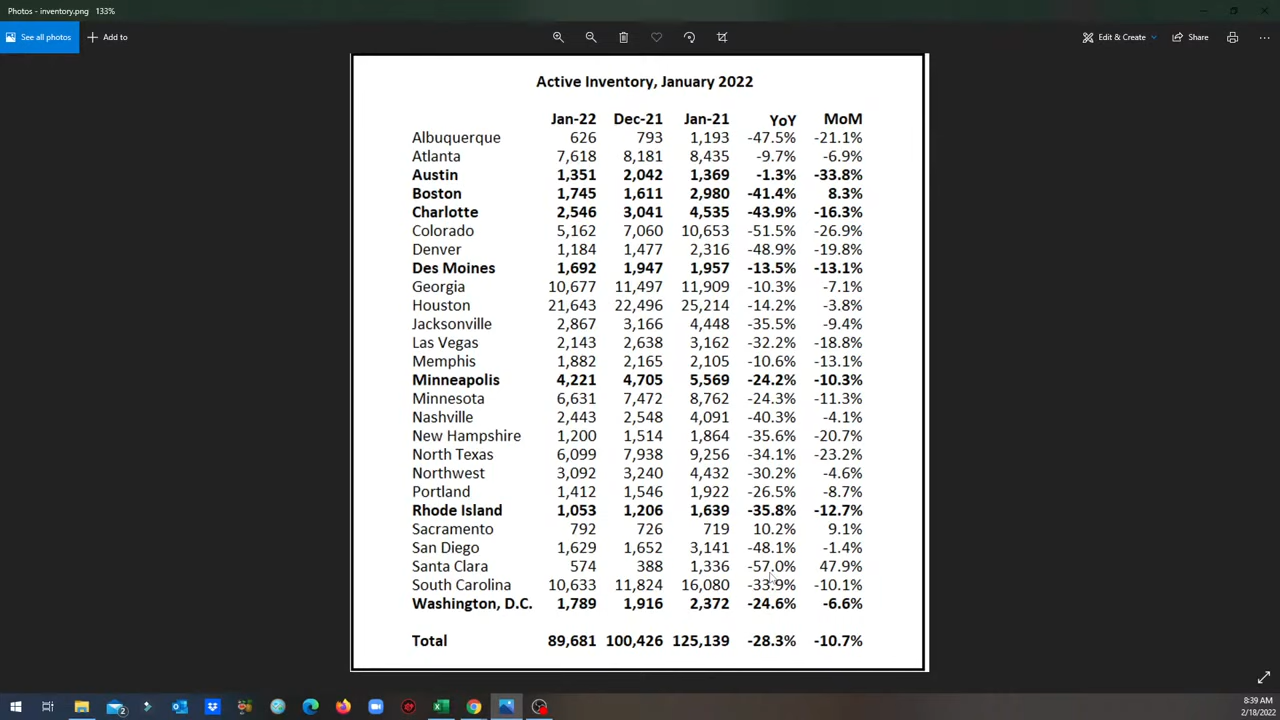 Photos - inventory.png 133%
See all photos Add to Edit & Create Share
Active Inventory, January 2022
Jan-22 Dec-21 Jan-21 YoY MoM
Albuquerque 626 793 1,193 -47.5% -21.1%
Atlanta 7,618 8,181 8,435 -9.7% -6.9%
Austin 1,351 2,042 1,369 -1.3% -33.8%
Boston 1,745 1,611 2,980 -41.4% 8.3%
Charlotte 2,546 3,041 4,535 -43.9% -16.3%
Colorado 5,162 7,060 10,653 -51.5% -26.9%
Denver 1,184 1,477 2,316 -48.9% -19.8%
Des Moines 1,692 1,947 1,957 -13.5% -13.1%
Georgia 10,677 11,497 11,909 -10.3% -7.1%
Houston 21,643 22,496 25,214 -14.2% -3.8%
Jacksonville 2,867 3,166 4,448 -35.5% -9.4%
Las Vegas 2,143 2,638 3,162 -32.2% -18.8%
Memphis 1,882 2,165 2,105 -10.6% -13.1%
Minneapolis 4,221 4,705 5,569 -24.2% -10.3%
Minnesota 6,631 7,472 8,762 -24.3% -11.3%
Nashville 2,443 2,548 4,091 -40.3% -4.1%
New Hampshire 1,200 1,514 1,864 -35.6% -20.7%
North Texas 6,099 7,938 9,256 -34.1% -23.2%
Northwest 3,092 3,240 4,432 -30.2% -4.6%
Portland 1,412 1,546 1,922 -26.5% -8.7%
Rhode Island 1,053 1,206 1,639 -35.8% -12.7%
Sacramento 792 726 719 10.2% 9.1%
San Diego 1,629 1,652 3,141 -48.1% -1.4%
Santa Clara 574 388 1,336 -57.0% 47.9%
South Carolina 10,633 11,824 16,080 -33.9% -10.1%
Washington, D.C. 1,789 1,916 2,372 -24.6% -6.6%
Total 89,681 100,426 125,139 -28.3% -10.7%
8:39 AM
2/18/2022